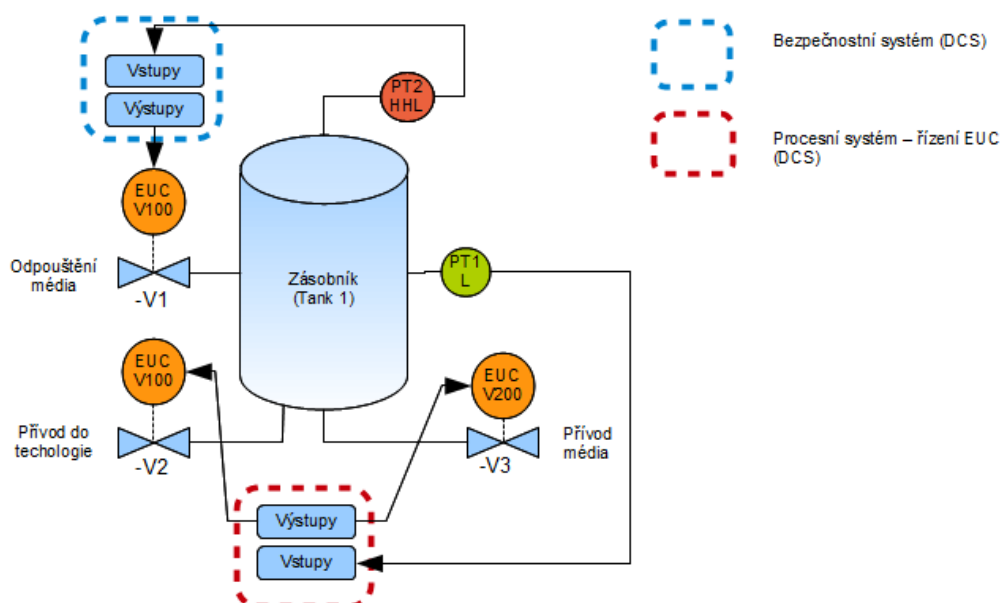 Vstupy
Výstupy
PT2
HHL
EUC
V100
Odpouštění
média
-V1
Zásobník
(Tank 1)
PT1
L
EUC
V100
Přívod do
techologie
-V2
EUC
V200
Přívod
média
-V3
Výstupy
Vstupy
Bezpečnostní systém (DCS)
Procesní systém – řízení EUC
(DCS)